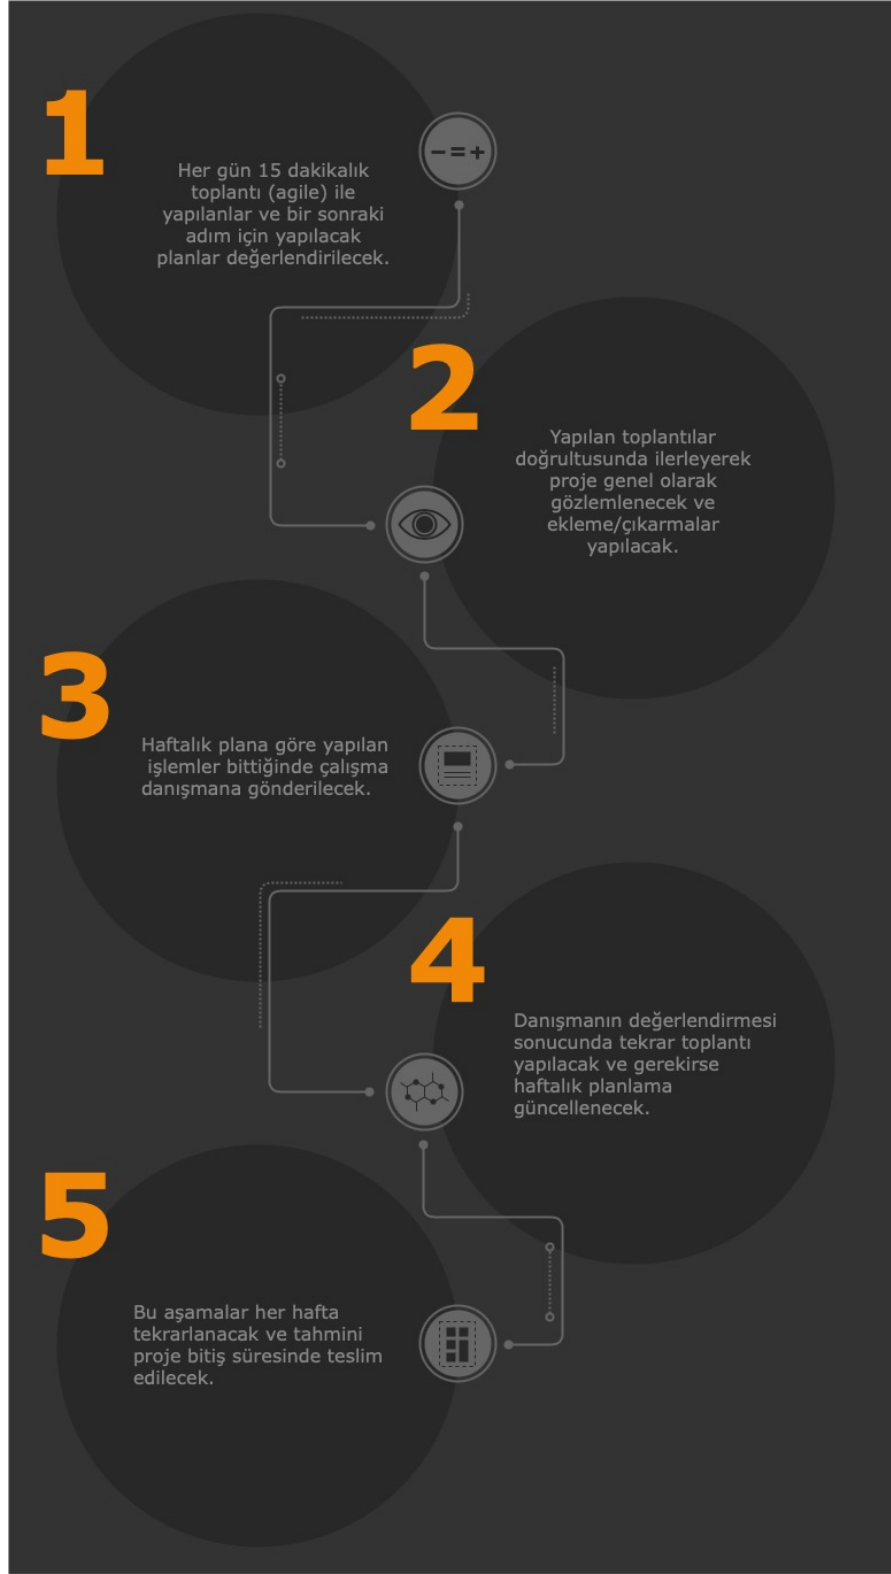 1
Her gün 15 dakikalık
toplantı (agile) ile
yapılanlar ve bir sonraki
adım için yapılacak
planlar değerlendirilecek.
2
Yapılan toplantılar
doğrultusunda ilerleyerek
proje genel olarak
gözlemlenecek ve
ekleme/çıkarmalar
yapılacak.
3
Haftalık plana göre yapılan
işlemler bittiğinde çalışma
danışmana gönderilecek.
4
Danışmanın değerlendirmesi
sonucunda tekrar toplantı
yapılacak ve gerekirse
haftalık planlama
güncellenecek.
5
Bu aşamalar her hafta
tekrarlanacak ve tahmini
proje bitiş süresinde teslim
edilecek.